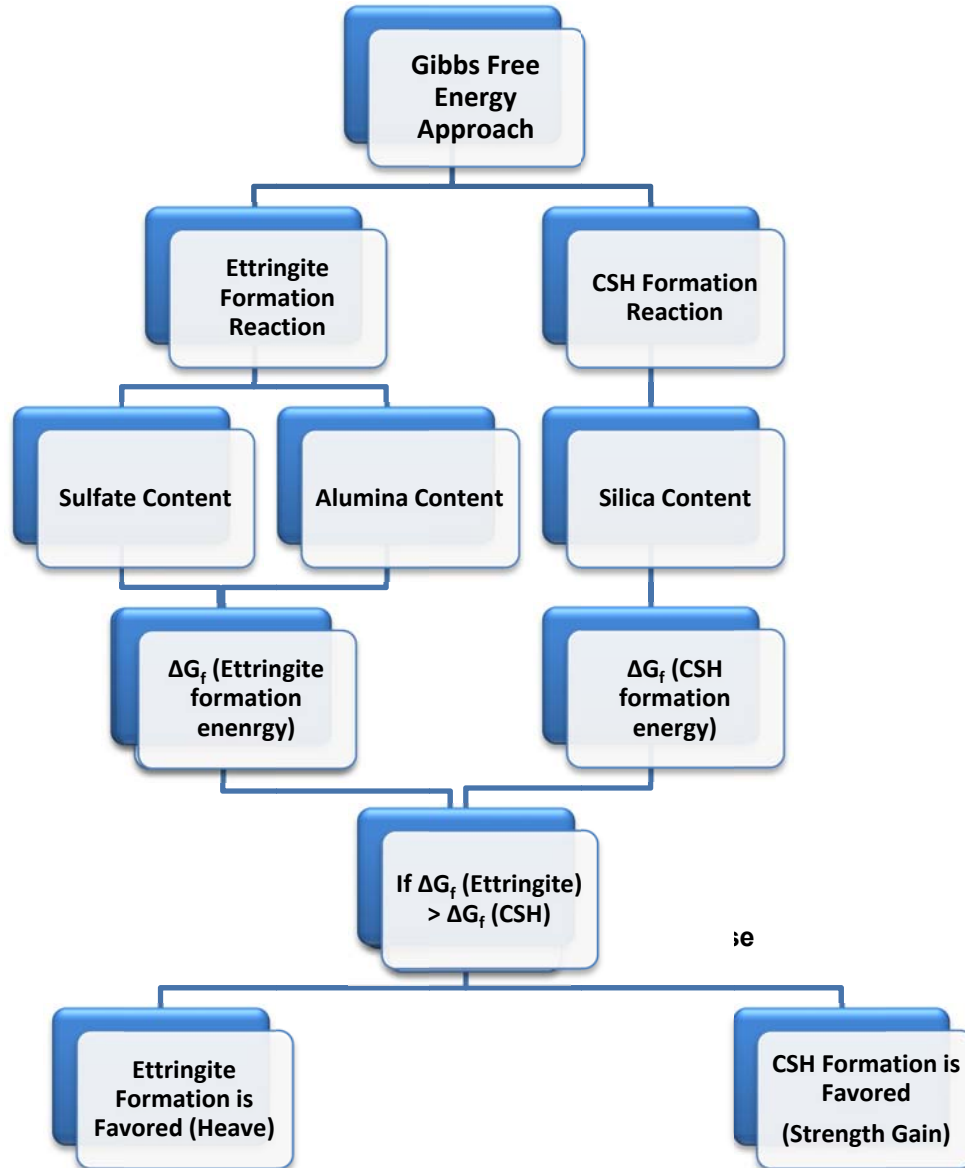 Gibbs Free
Energy
Approach
Ettringite
Formation
Reaction
CSH Formation
Reaction
Sulfate Content
Alumina Content
Silica Content
ΔGf (Ettringite
formation
enenrgy)
ΔGf (CSH
formation
energy)
If ΔGf (Ettringite)
> ΔGf (CSH)
se
Ettringite
Formation is
Favored (Heave)
CSH Formation is
Favored
(Strength Gain)